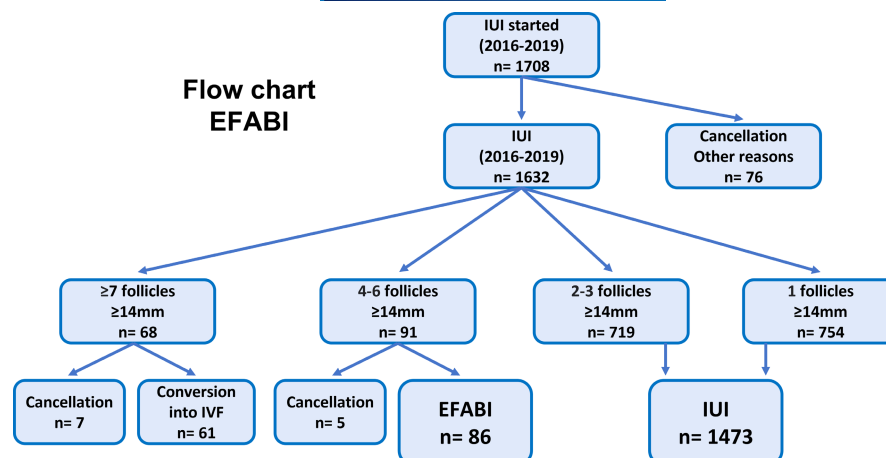 Flow chart
EFABI
IUI started
(2016-2019)
n= 1708
IUI
(2016-2019)
n= 1632
Cancellation
Other reasons
n= 76
≥7 follicles
≥14mm
n= 68
4-6 follicles
≥14mm
n= 91
2-3 follicles
≥14mm
n= 719
1 follicles
≥14mm
n= 754
Cancellation
n= 7
Conversion
into IVF
n= 61
Cancellation
n= 5
EFABI
n= 86
IUI
n= 1473